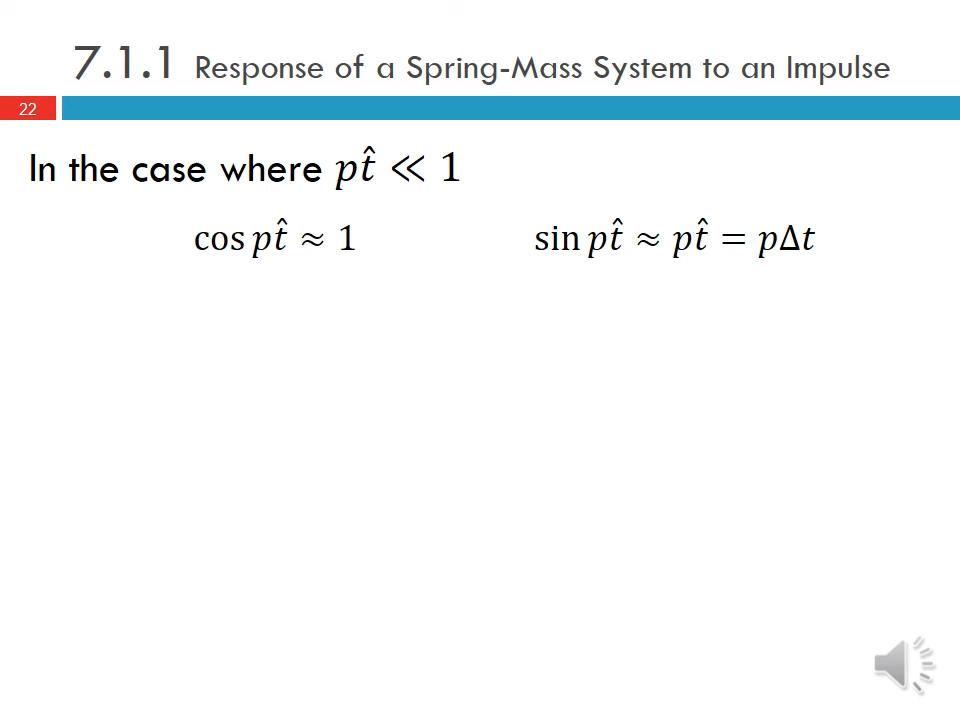 7.1.1 Response of a Spring-Mass System to an Impulse
22
In the case where 𝑝𝑡̂ ≪ 1
cos 𝑝𝑡̂ ≈ 1 sin 𝑝𝑡̂ ≈ 𝑝𝑡̂ = 𝑝Δ𝑡